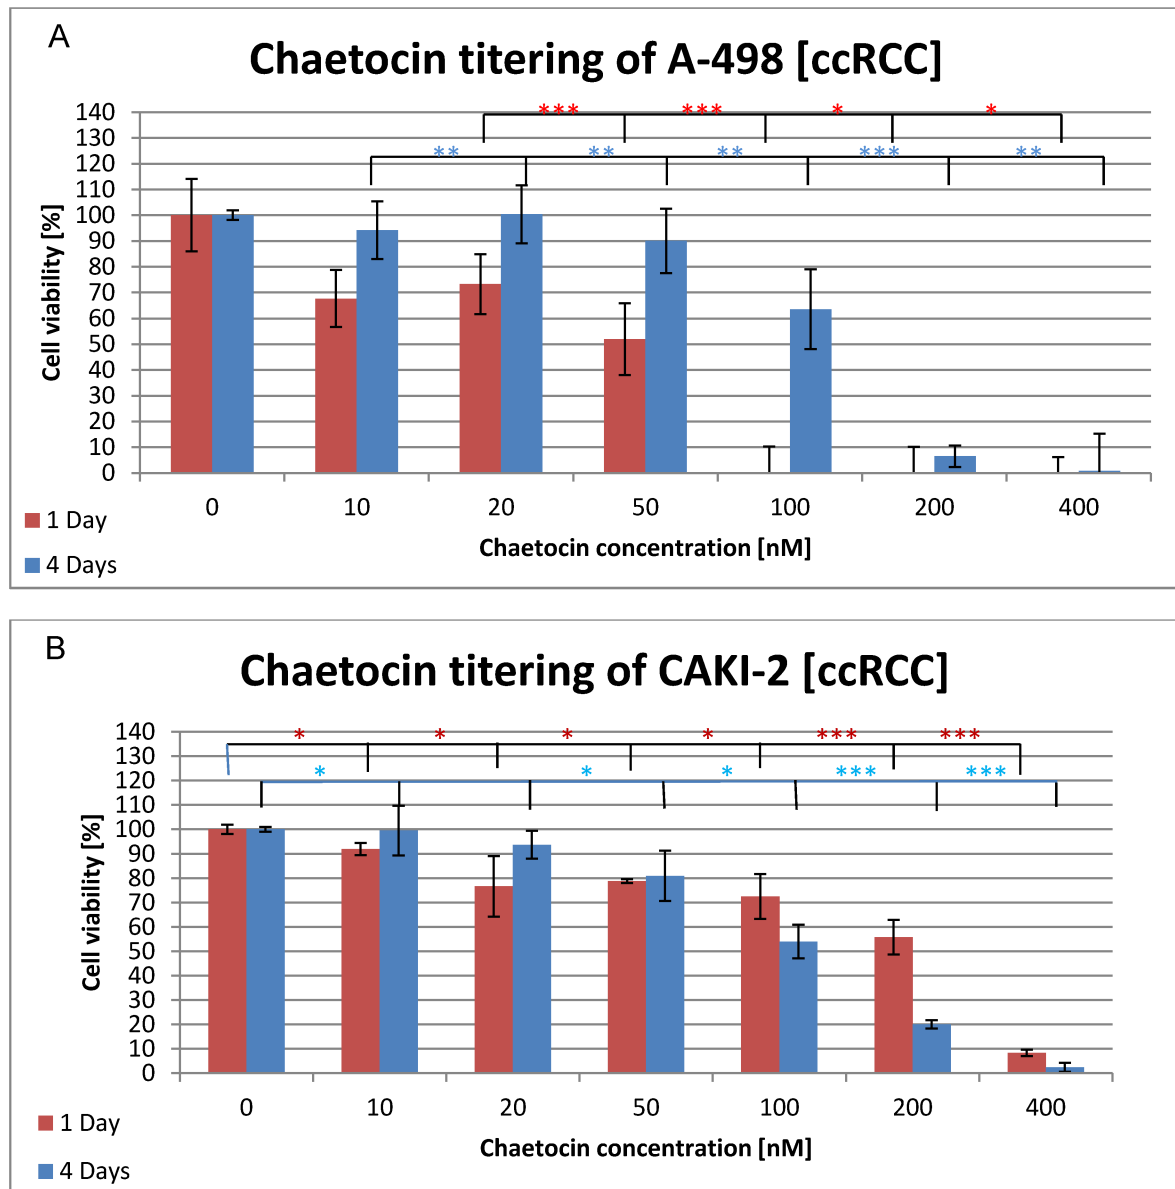 A
Chaetocin titering of A-498 [ccRCC]
*** *** * *
** ** ** *** **
140
130
120
110
100
90
80
70
60
50
40
30
20
10
0
Cell viability [%]
0 10 20 50 100 200 400
Chaetocin concentration [nM]
1 Day
4 Days
B
Chaetocin titering of CAKI-2 [ccRCC]
* * * * *** ***
* * * *** ***
140
130
120
110
100
90
80
70
60
50
40
30
20
10
0
Cell viability [%]
0 10 20 50 100 200 400
Chaetocin concentration [nM]
1 Day
4 Days